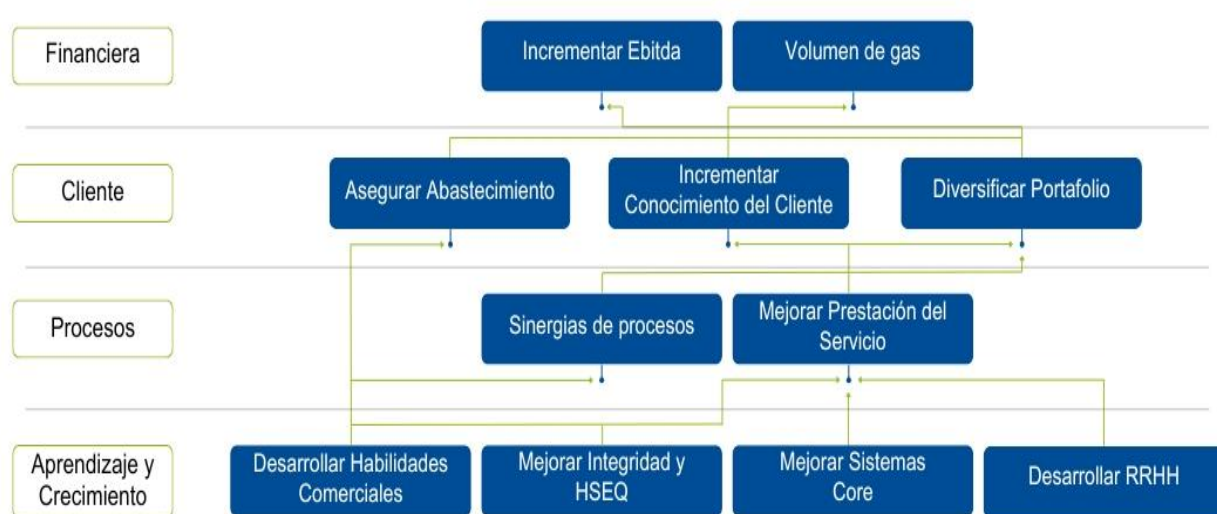 Financiera
Incrementar Ebitda
Volumen de gas
Cliente
Asegurar Abastecimiento
Incrementar
Conocimiento del Cliente
Diversificar Portafolio
Procesos
Sinergias de procesos
Mejorar Prestación del
Servicio
Aprendizaje y
Crecimiento
Desarrollar Habilidades
Comerciales
Mejorar Integridad y
HSEQ
Mejorar Sistemas
Core
Desarrollar RRHH